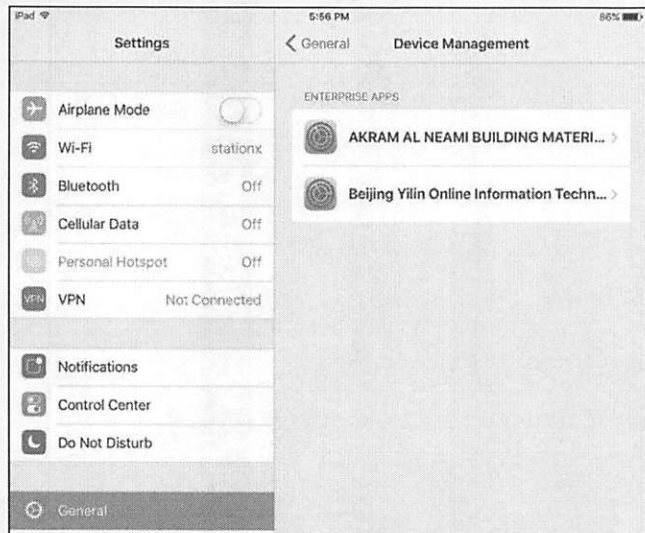 iPad 5:56 PM 86%
Settings
General Device Management
ENTERPRISE APPS
AKRAM AL NEAMI BUILDING MATERI...
Beijing Yilin Online Information Techn...
Airplane Mode
Wi-Fi stationx
Bluetooth Off
Cellular Data Off
Personal Hotspot Off
VPN VPN Not Connected
Notifications
Control Center
Do Not Disturb
General